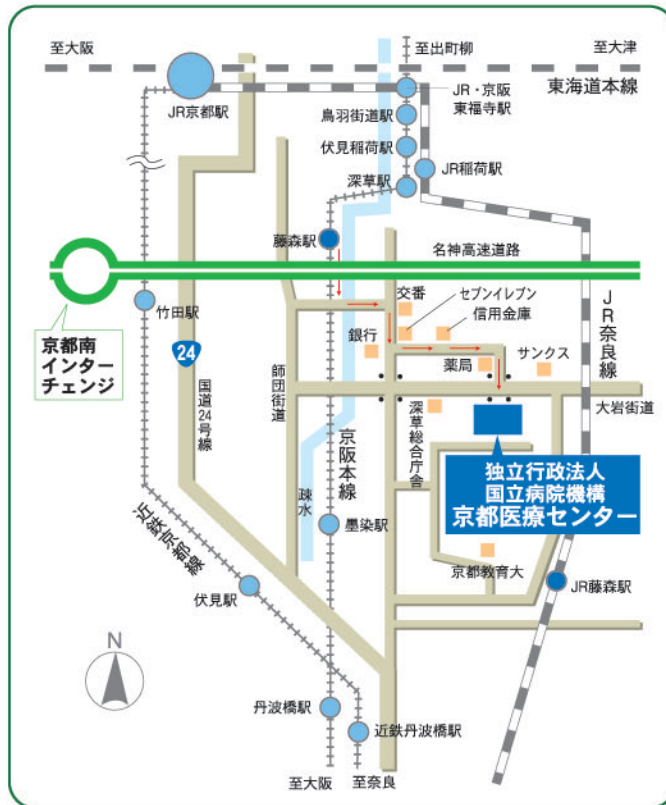 至大阪
至出町柳
至大津
東海道本線
JR京都駅
JR・京阪
東福寺駅
鳥羽街道駅
伏見稲荷駅
JR稲荷駅
深草駅
藤森駅
名神高速道路
交番
セブンイレブン
信用金庫
JR奈良線
竹田駅
京都南
インター
チェンジ
24
国道24号線
師団街道
銀行
薬局
サンクス
大岩街道
深草総合庁舎
京阪本線
疎水
独立行政法人
国立病院機構
京都医療センター
墨染駅
近鉄京都線
京都教育大
JR藤森駅
伏見駅
N
丹波橋駅
近鉄丹波橋駅
至大阪
至奈良